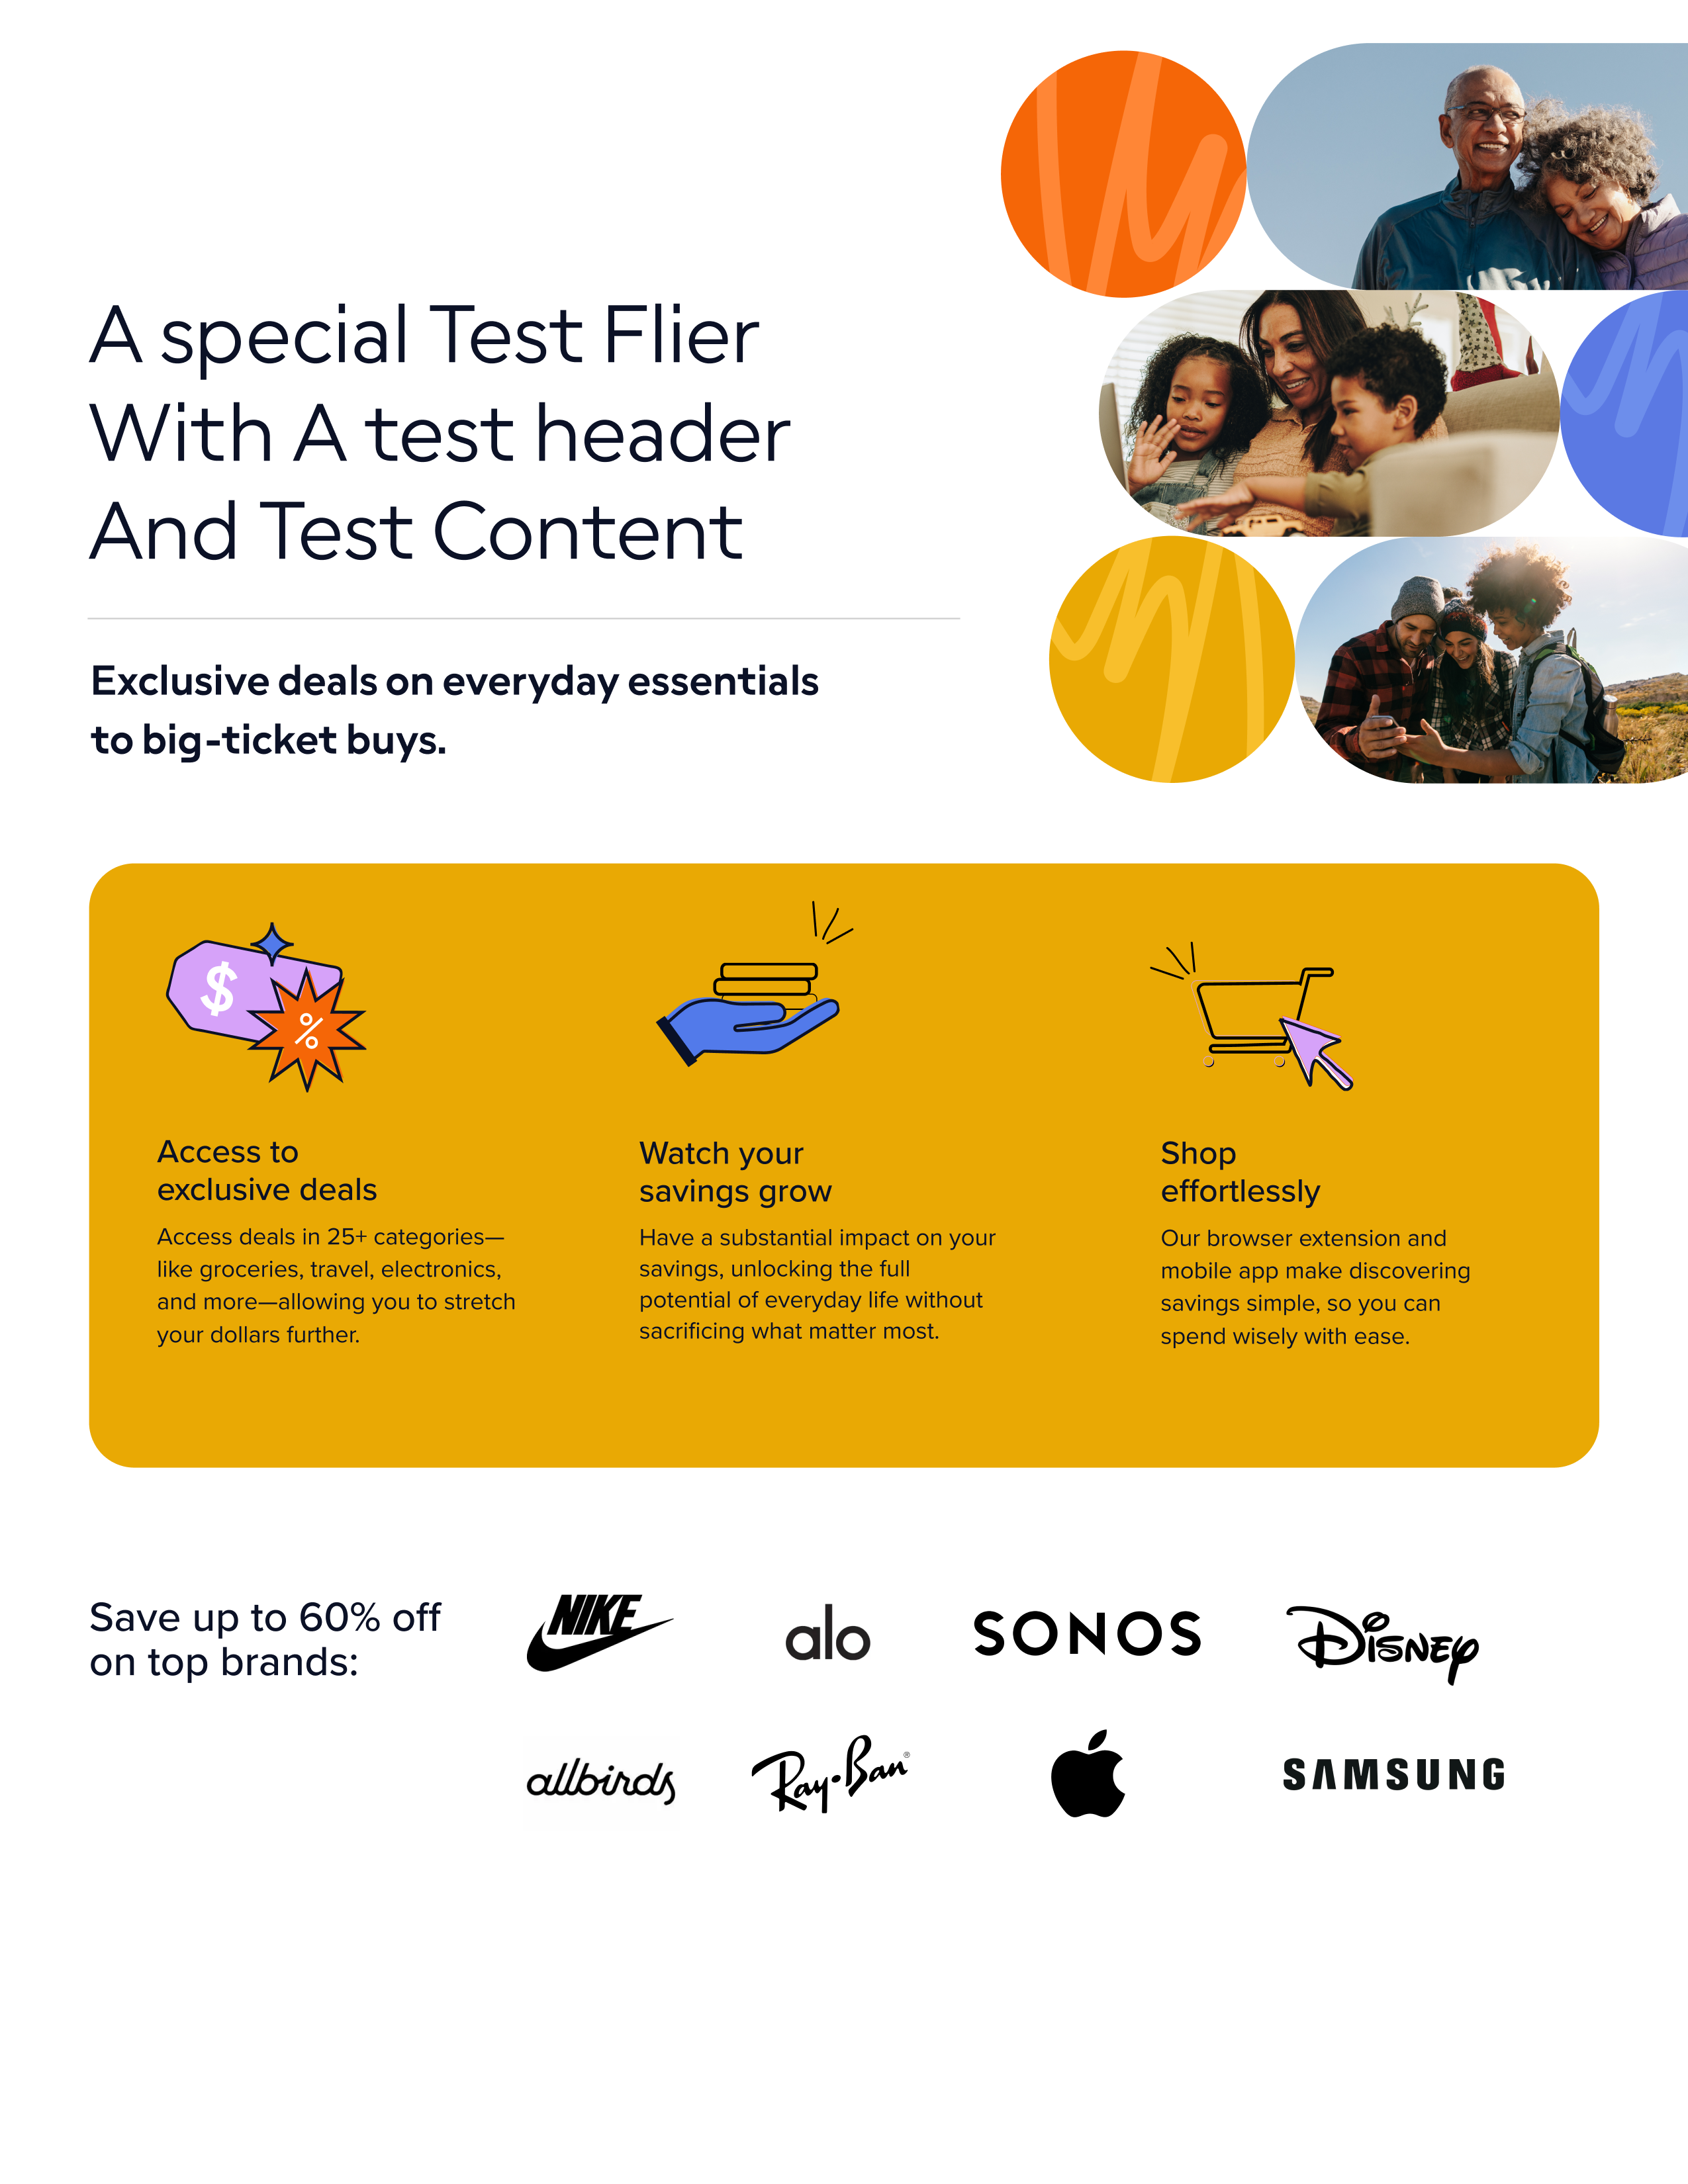 A special Test Flier
With A test header
And Test Content
Exclusive deals on everyday essentials
to big-ticket buys.
$
%
Access to
exclusive deals
Access deals in 25+ categories—
like groceries, travel, electronics,
and more—allowing you to stretch
your dollars further.
Watch your
savings grow
Have a substantial impact on your
savings, unlocking the full
potential of everyday life without
sacrificing what matter most.
Shop
effortlessly
Our browser extension and
mobile app make discovering
savings simple, so you can
spend wisely with ease.
Save up to 60% off
on top brands:
NIKE
alo
SONOS
Disney
allbirds
Ray-Ban®
SAMSUNG